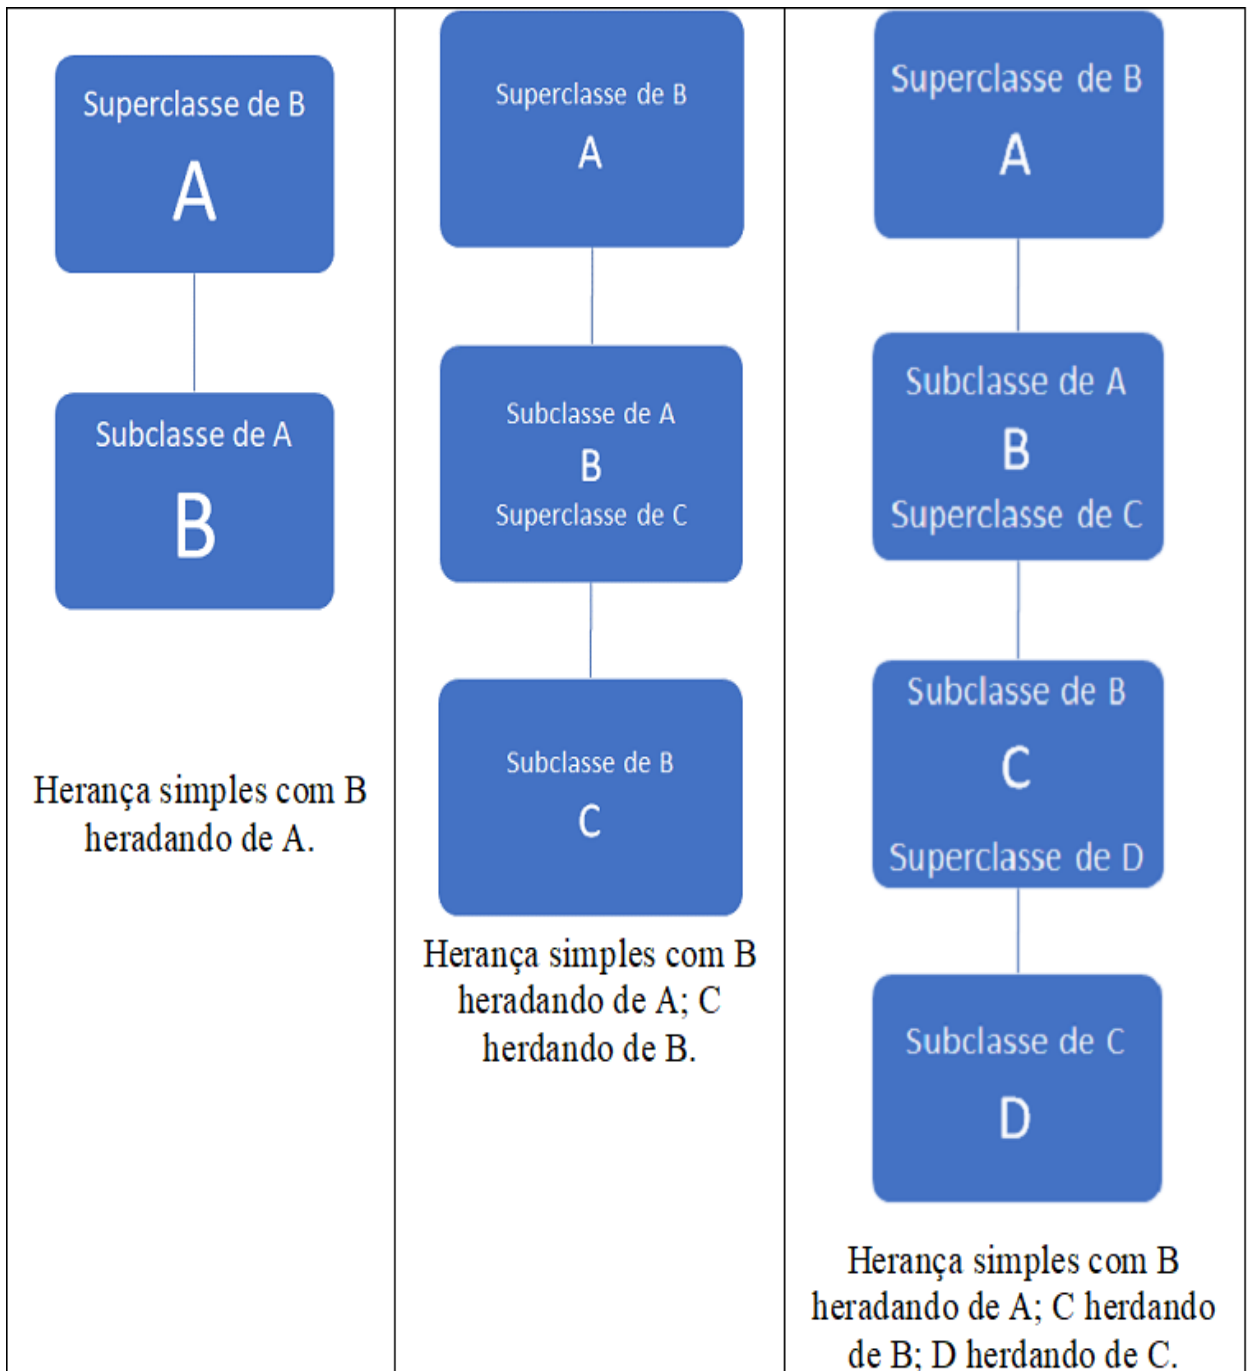 Superclasse de B
A
Subclasse de A
B
Herança simples com B
heradando de A.
Superclasse de B
A
Subclasse de A
B
Superclasse de C
Subclasse de B
C
Herança simples com B
heradando de A; C
herdando de B.
Superclasse de B
A
Subclasse de A
B
Superclasse de C
Subclasse de B
C
Superclasse de D
Subclasse de C
D
Herança simples com B
heradando de A; C herdando
de B; D herdando de C.